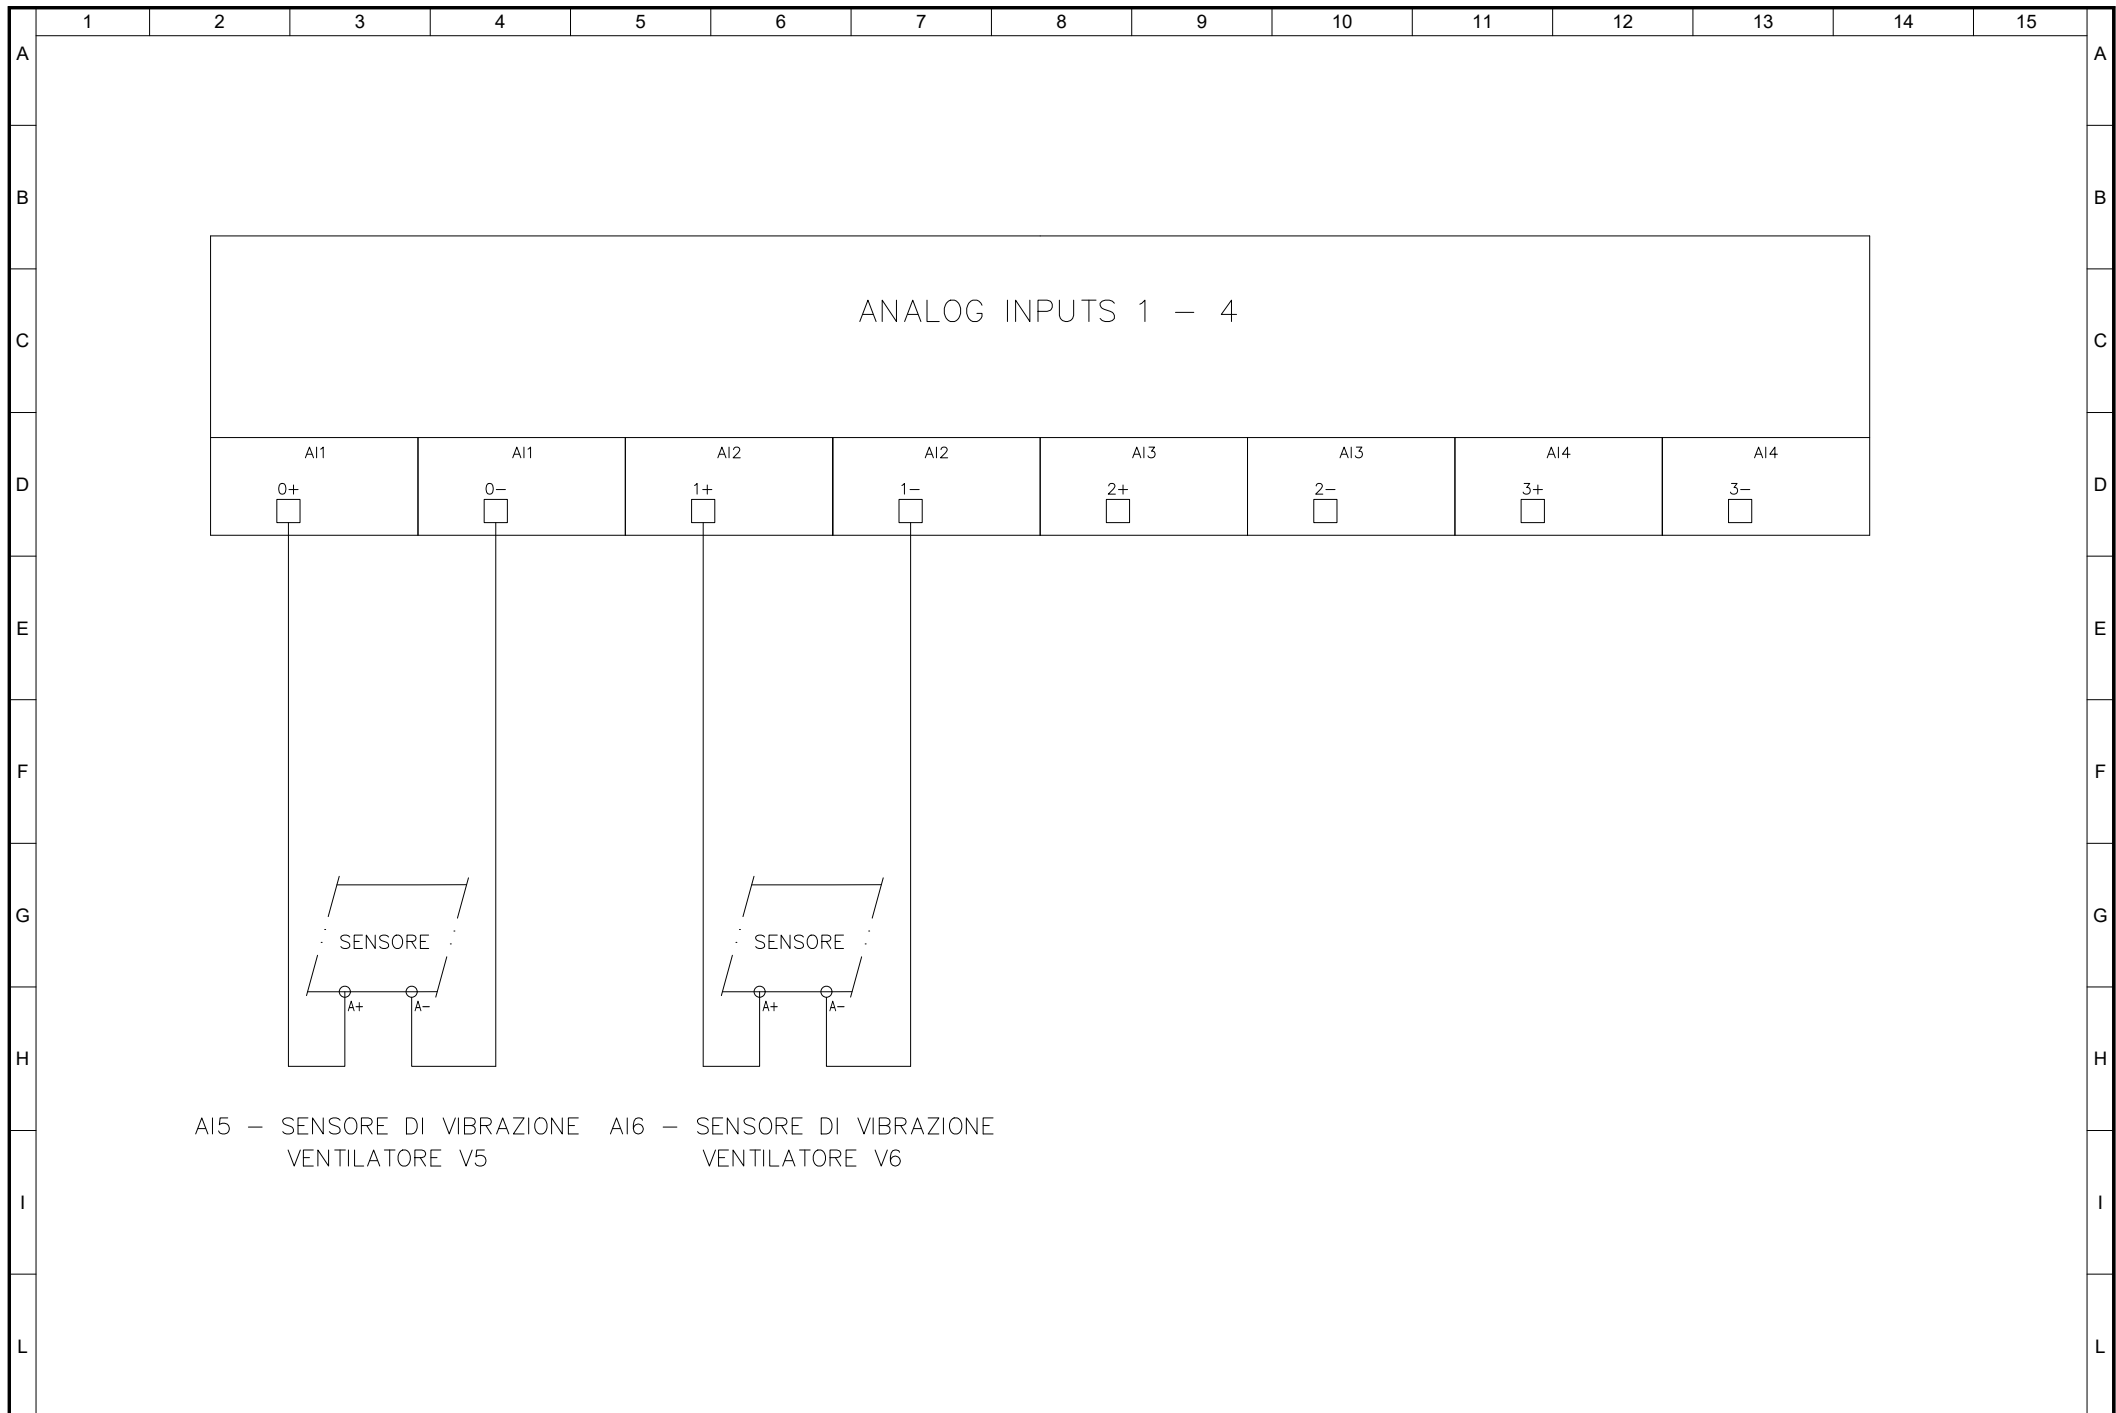 1 2 3 4 5 6 7 8 9 10 11 12 13 14 15
A A
B B
ANALOG INPUTS 1 – 4
C C
AI1 AI1 AI2 AI2 AI3 AI3 AI4 AI4
D D
0+ 0– 1+ 1– 2+ 2– 3+ 3–
E E
F F
G G
SENSORE SENSORE
A+ A– A+ A–
H H
AI5 – SENSORE DI VIBRAZIONE AI6 – SENSORE DI VIBRAZIONE
VENTILATORE V5 VENTILATORE V6
I I
L L